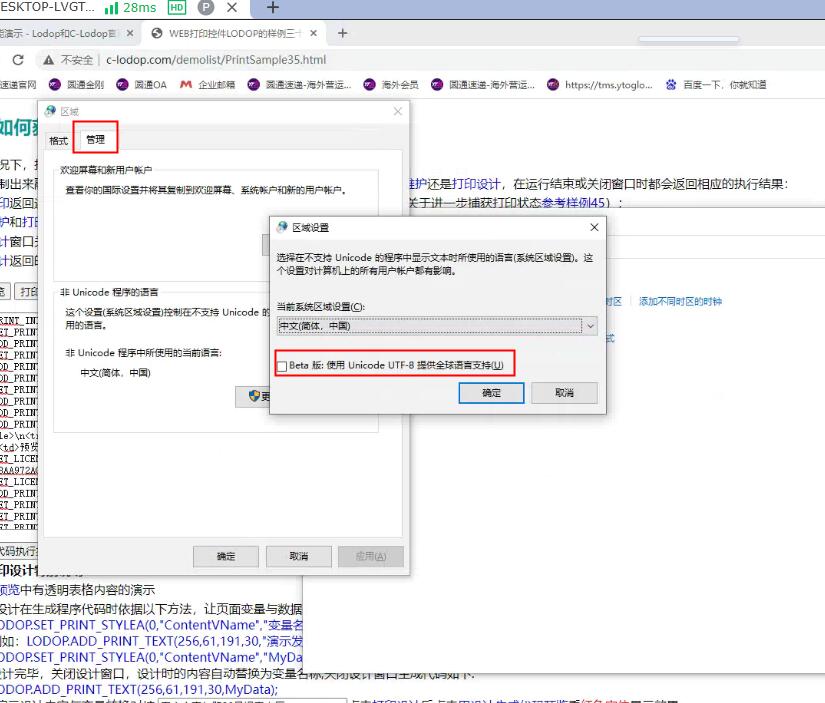 ESKTOP-LVGT... 28ms HD P
能演示 - Lodop和C-Lodop官 WEB打印控件LODOP的样例三十
不安全 c-lodop.com/demolist/PrintSample35.html
速递官网 圆通金刚 圆通OA 企业邮箱 圆通速递-海外营运... 海外会员 圆通速递-海外营运... https://tms.ytoglo... 百度一下，你就知道
区域
格式 管理
欢迎屏幕和新用户帐户
查看你的国际设置并将其复制到欢迎屏幕、系统帐户和新的用户帐户。
非 Unicode 程序的语言
这个设置(系统区域设置)控制在不支持 Unicode 的
用的语言。
非 Unicode 程序中所使用的当前语言:
中文(简体，中国)
更
确定 取消 应用(A)
区域设置
选择在不支持 Unicode 的程序中显示文本时所使用的语言(系统区域设置)。这
个设置对计算机上的所有用户帐户都有影响。
当前系统区域设置(C):
中文(简体，中国)
Beta 版: 使用 Unicode UTF-8 提供全球语言支持(U)
确定 取消
如何
况下，
护还是打印设计，在运行结束或关闭窗口时都会返回相应的执行结果：
关于进一步捕获打印状态参考样例45）；
护和打印
计窗口
计返回的
打印
时区 添加不同时区的时钟
式
代码执行
印设计
预览中有透明表格内容的演示
设计在生成程序代码时依据以下方法，让页面变量与数据
ODOP.SET_PRINT_STYLEA(0,"ContentVName","变量名
例如：LODOP.ADD_PRINT_TEXT(256,61,191,30,"演示发
ODOP.SET_PRINT_STYLEA(0,"ContentVName","MyDa
设计完毕，关闭设计窗口，设计时的内容自动替换为变量名称,关闭设计窗口生成代码如下:
ODOP.ADD_PRINT_TEXT(256,61,191,30,MyData);